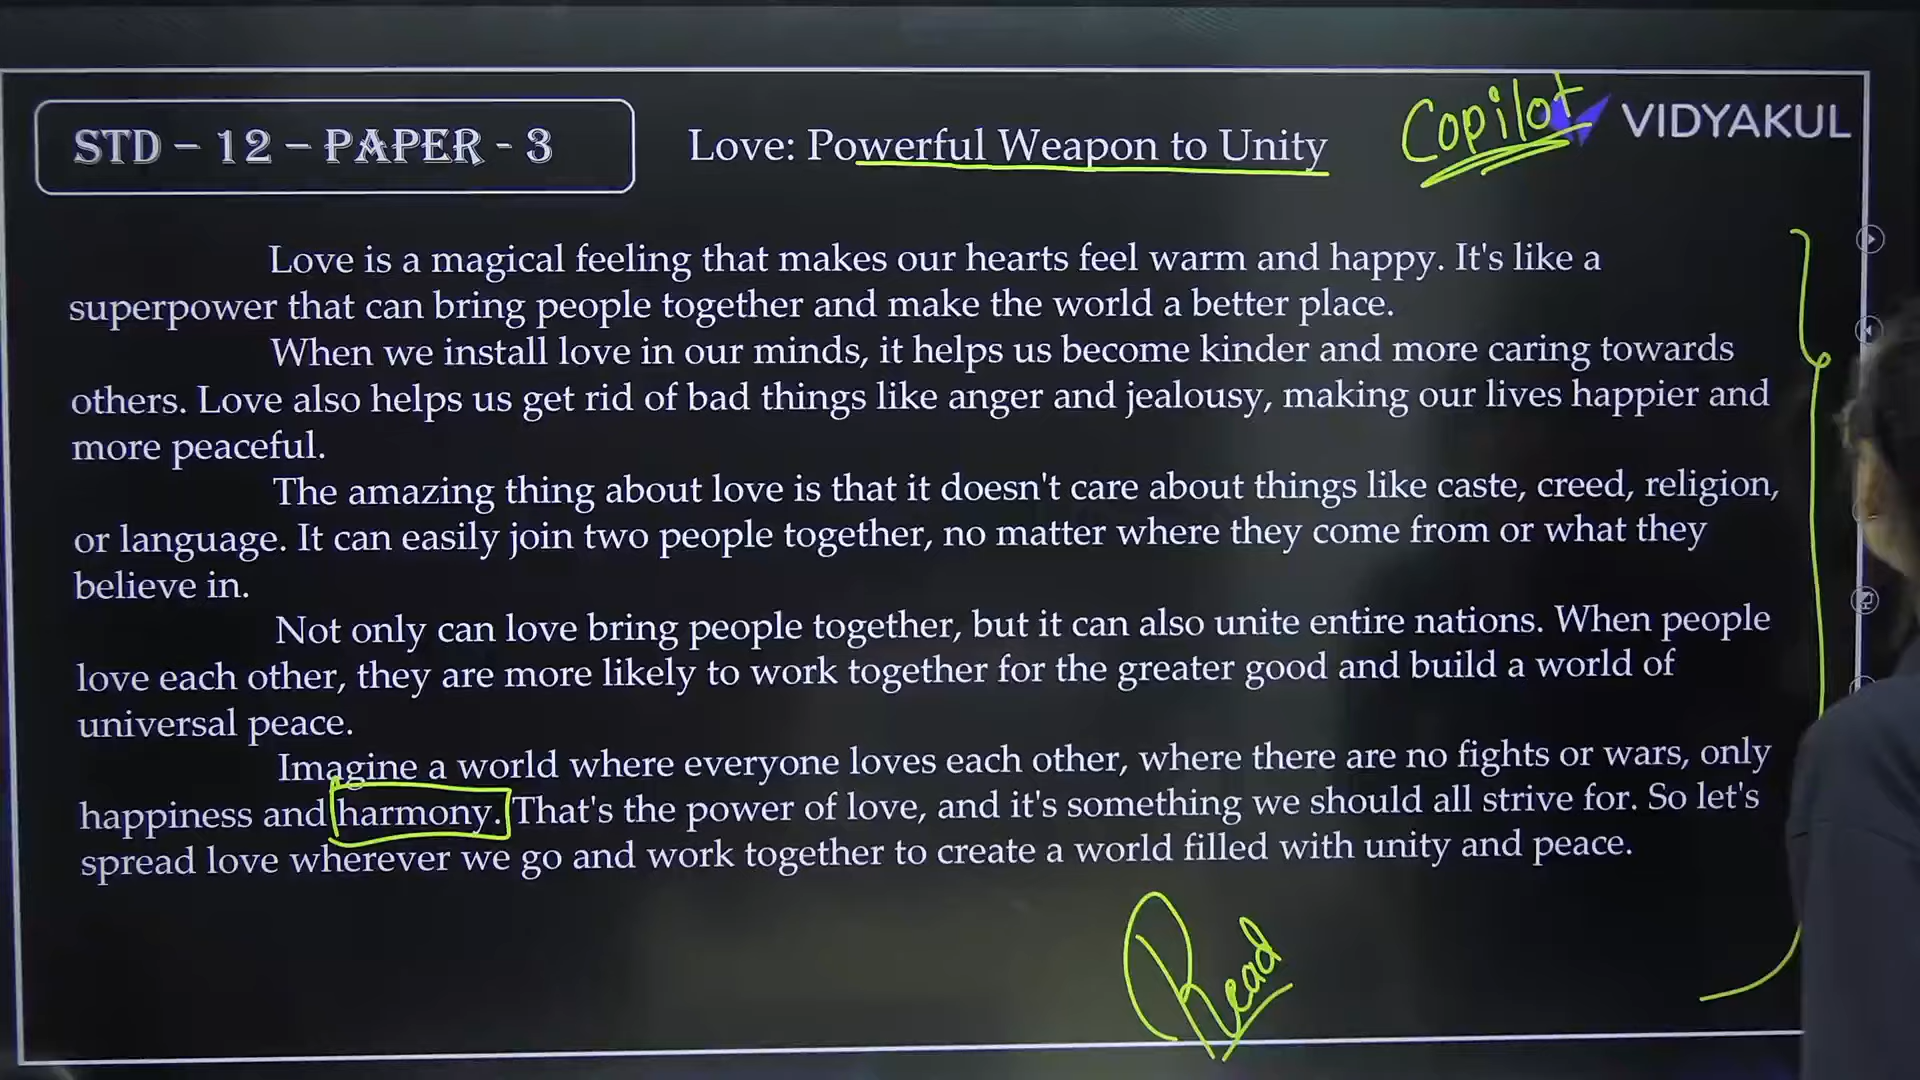 STD – 12 – PAPER - 3
Love: Powerful Weapon to Unity
Copilot
VIDYAKUL
Love is a magical feeling that makes our hearts feel warm and happy. It's like a
superpower that can bring people together and make the world a better place.
When we install love in our minds, it helps us become kinder and more caring towards
others. Love also helps us get rid of bad things like anger and jealousy, making our lives happier and
more peaceful.
The amazing thing about love is that it doesn't care about things like caste, creed, religion,
or language. It can easily join two people together, no matter where they come from or what they
believe in.
Not only can love bring people together, but it can also unite entire nations. When people
love each other, they are more likely to work together for the greater good and build a world of
universal peace.
Imagine a world where everyone loves each other, where there are no fights or wars, only
happiness and harmony. That's the power of love, and it's something we should all strive for. So let's
spread love wherever we go and work together to create a world filled with unity and peace.
Read